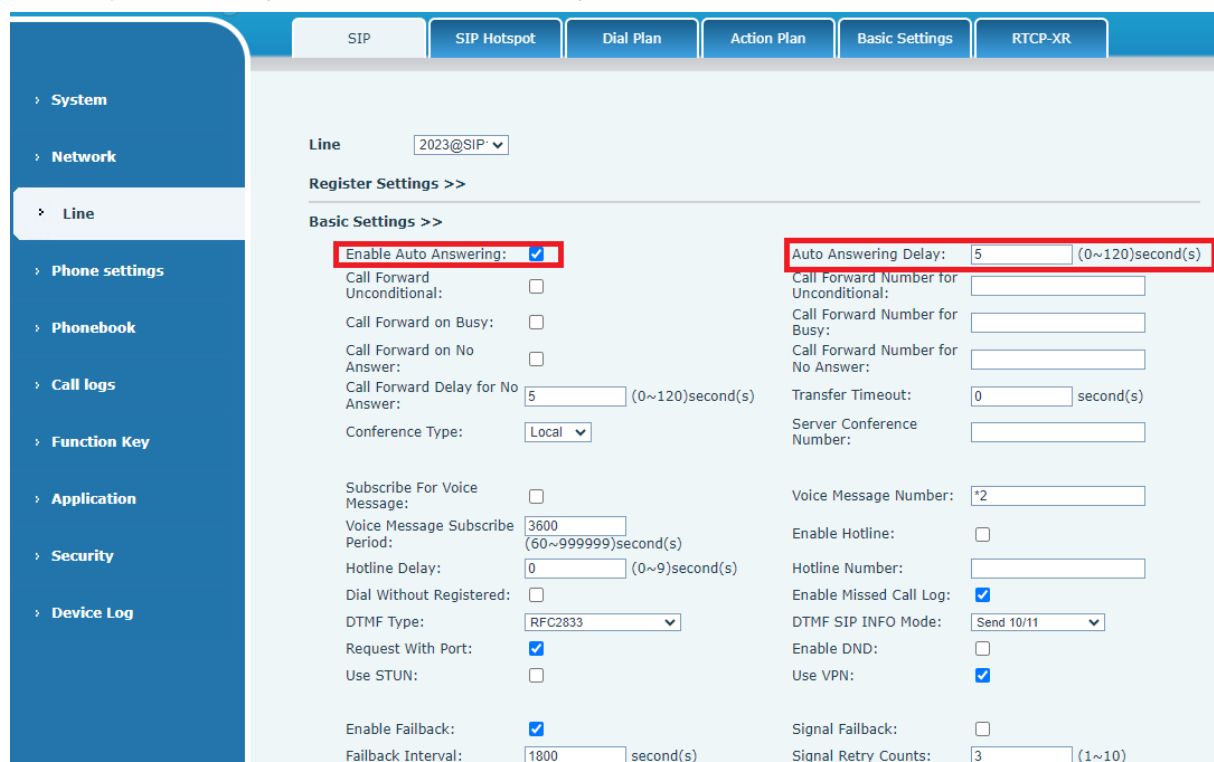 SIP
SIP Hotspot
Dial Plan
Action Plan
Basic Settings
RTCP-XR
› System
› Network
› Line
› Phone settings
› Phonebook
› Call logs
› Function Key
› Application
› Security
› Device Log
Line 2023@SIP
Register Settings >>
Basic Settings >>
Enable Auto Answering: Auto Answering Delay: 5 (0~120)second(s)
Call Forward
Unconditional:
Call Forward Number for
Unconditional:
Call Forward on Busy:
Call Forward Number for
Busy:
Call Forward on No
Answer:
Call Forward Number for
No Answer:
Call Forward Delay for No
Answer:
5 (0~120)second(s)
Transfer Timeout: 0 second(s)
Conference Type: Local
Server Conference
Number:
Subscribe For Voice
Message:
Voice Message Number: *2
Voice Message Subscribe
Period:
3600
(60~999999)second(s)
Enable Hotline:
Hotline Delay: 0 (0~9)second(s)
Hotline Number:
Dial Without Registered:
Enable Missed Call Log:
DTMF Type: RFC2833
DTMF SIP INFO Mode: Send 10/11
Request With Port:
Enable DND:
Use STUN:
Use VPN:
Enable Failback:
Signal Failback:
Failback Interval: 1800 second(s)
Signal Retry Counts: 3 (1~10)